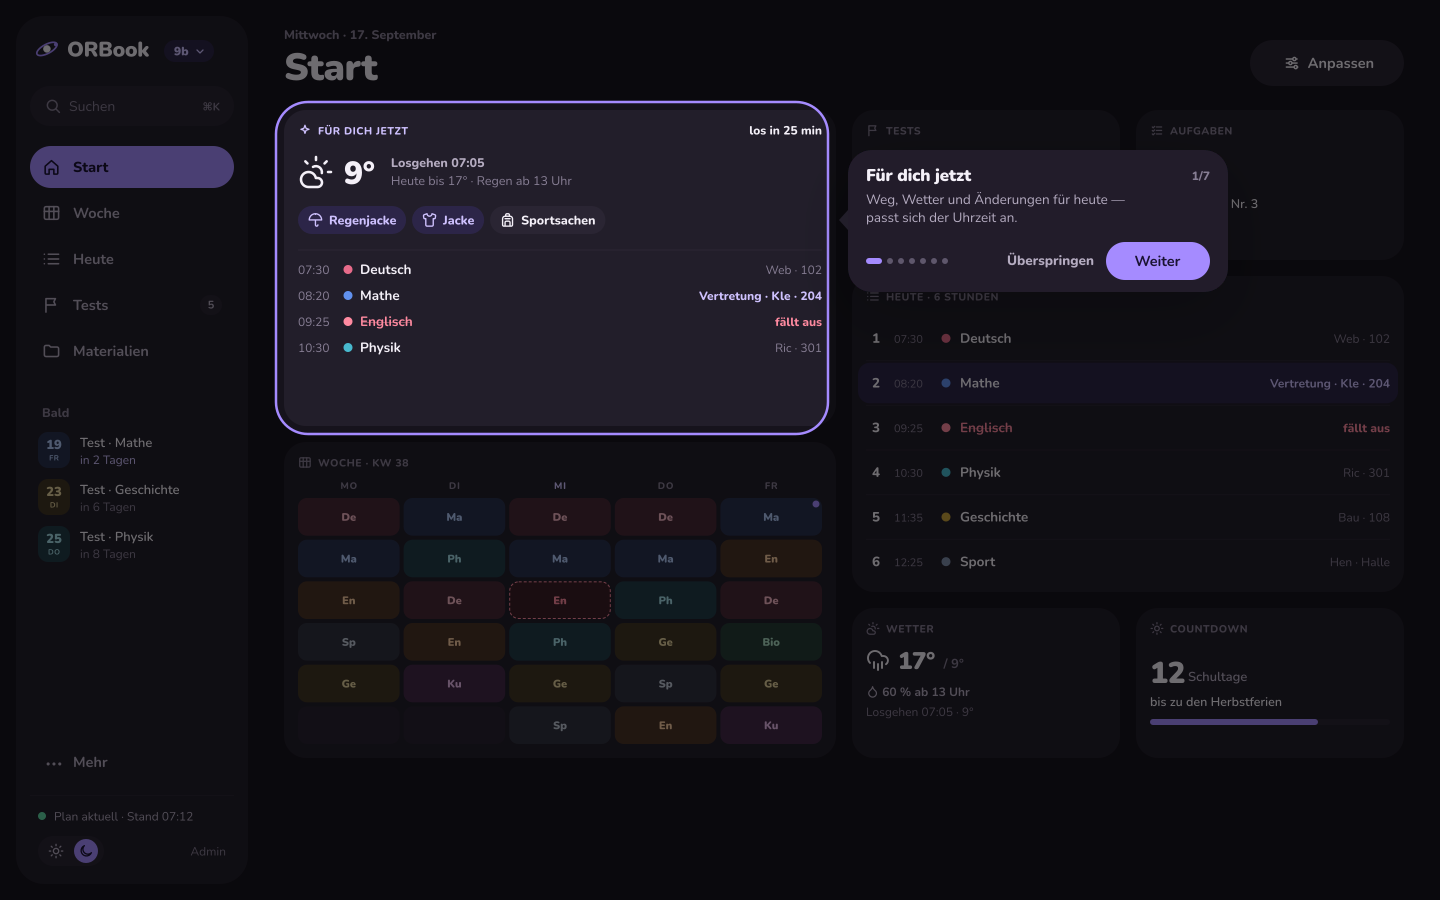 ORBook
9b
Suchen
⌘K
Start
Woche
Heute
Tests
5
Materialien
Bald
19
FR
Test · Mathe
in 2 Tagen
23
DI
Test · Geschichte
in 6 Tagen
25
DO
Test · Physik
in 8 Tagen
Mehr
Plan aktuell · Stand 07:12
Admin
Mittwoch · 17. September
Start
Anpassen
FÜR DICH JETZT
los in 25 min
9°
Losgehen 07:05
Heute bis 17° · Regen ab 13 Uhr
Regenjacke
Jacke
Sportsachen
07:30 Deutsch Web · 102
08:20 Mathe Vertretung · Kle · 204
09:25 Englisch fällt aus
10:30 Physik Ric · 301
WOCHE · KW 38
MO DI MI DO FR
De Ma De De Ma
Ma Ph Ma Ma En
En De En Ph De
Sp En Ph Ge Bio
Ge Ku Ge Sp Ge
Sp En Ku
TESTS
AUFGABEN
Nr. 3
Für dich jetzt
1/7
Weg, Wetter und Änderungen für heute —
passt sich der Uhrzeit an.
Überspringen
Weiter
HEUTE · 6 STUNDEN
1 07:30 Deutsch Web · 102
2 08:20 Mathe Vertretung · Kle · 204
3 09:25 Englisch fällt aus
4 10:30 Physik Ric · 301
5 11:35 Geschichte Bau · 108
6 12:25 Sport Hen · Halle
WETTER
17° / 9°
60 % ab 13 Uhr
Losgehen 07:05 · 9°
COUNTDOWN
12 Schultage
bis zu den Herbstferien